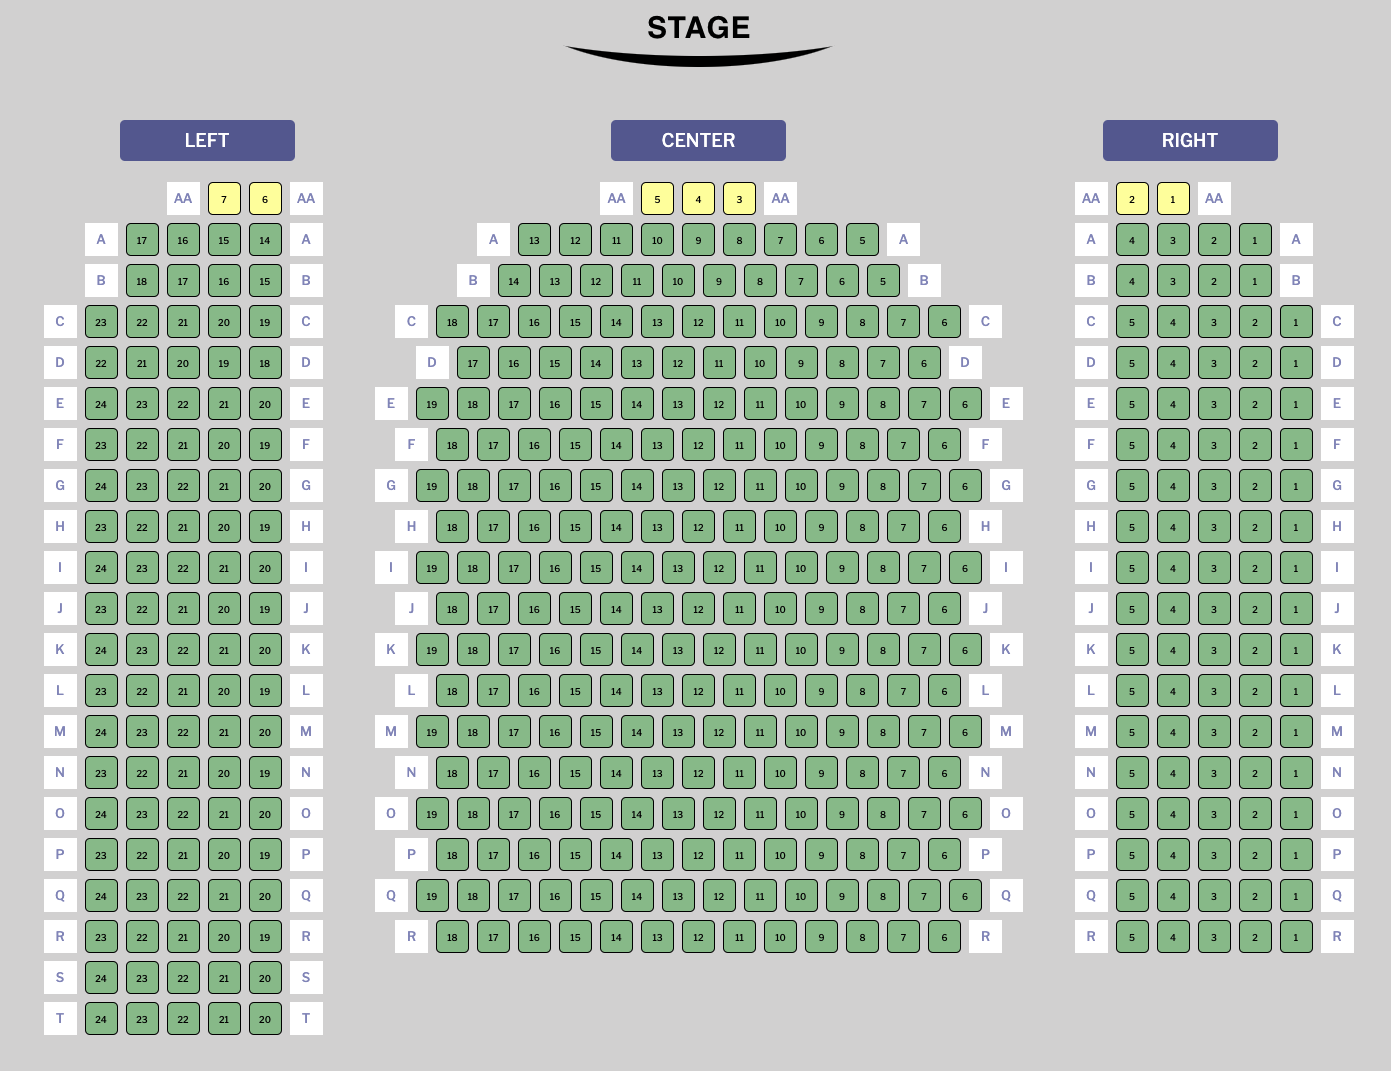 STAGE
LEFT CENTER RIGHT
AA 7 6 AA AA 5 4 3 AA AA 2 1 AA
A 17 16 15 14 A A 13 12 11 10 9 8 7 6 5 A A 4 3 2 1 A
B 18 17 16 15 B B 14 13 12 11 10 9 8 7 6 5 B B 4 3 2 1 B
C 23 22 21 20 19 C C 18 17 16 15 14 13 12 11 10 9 8 7 6 C C 5 4 3 2 1 C
D 22 21 20 19 18 D D 17 16 15 14 13 12 11 10 9 8 7 6 D D 5 4 3 2 1 D
E 24 23 22 21 20 E E 19 18 17 16 15 14 13 12 11 10 9 8 7 6 E E 5 4 3 2 1 E
F 23 22 21 20 19 F F 18 17 16 15 14 13 12 11 10 9 8 7 6 F F 5 4 3 2 1 F
G 24 23 22 21 20 G G 19 18 17 16 15 14 13 12 11 10 9 8 7 6 G G 5 4 3 2 1 G
H 23 22 21 20 19 H H 18 17 16 15 14 13 12 11 10 9 8 7 6 H H 5 4 3 2 1 H
I 24 23 22 21 20 I I 19 18 17 16 15 14 13 12 11 10 9 8 7 6 I I 5 4 3 2 1 I
J 23 22 21 20 19 J J 18 17 16 15 14 13 12 11 10 9 8 7 6 J J 5 4 3 2 1 J
K 24 23 22 21 20 K K 19 18 17 16 15 14 13 12 11 10 9 8 7 6 K K 5 4 3 2 1 K
L 23 22 21 20 19 L L 18 17 16 15 14 13 12 11 10 9 8 7 6 L L 5 4 3 2 1 L
M 24 23 22 21 20 M M 19 18 17 16 15 14 13 12 11 10 9 8 7 6 M M 5 4 3 2 1 M
N 23 22 21 20 19 N N 18 17 16 15 14 13 12 11 10 9 8 7 6 N N 5 4 3 2 1 N
O 24 23 22 21 20 O O 19 18 17 16 15 14 13 12 11 10 9 8 7 6 O O 5 4 3 2 1 O
P 23 22 21 20 19 P P 18 17 16 15 14 13 12 11 10 9 8 7 6 P P 5 4 3 2 1 P
Q 24 23 22 21 20 Q Q 19 18 17 16 15 14 13 12 11 10 9 8 7 6 Q Q 5 4 3 2 1 Q
R 23 22 21 20 19 R R 18 17 16 15 14 13 12 11 10 9 8 7 6 R R 5 4 3 2 1 R
S 24 23 22 21 20 S
T 24 23 22 21 20 T